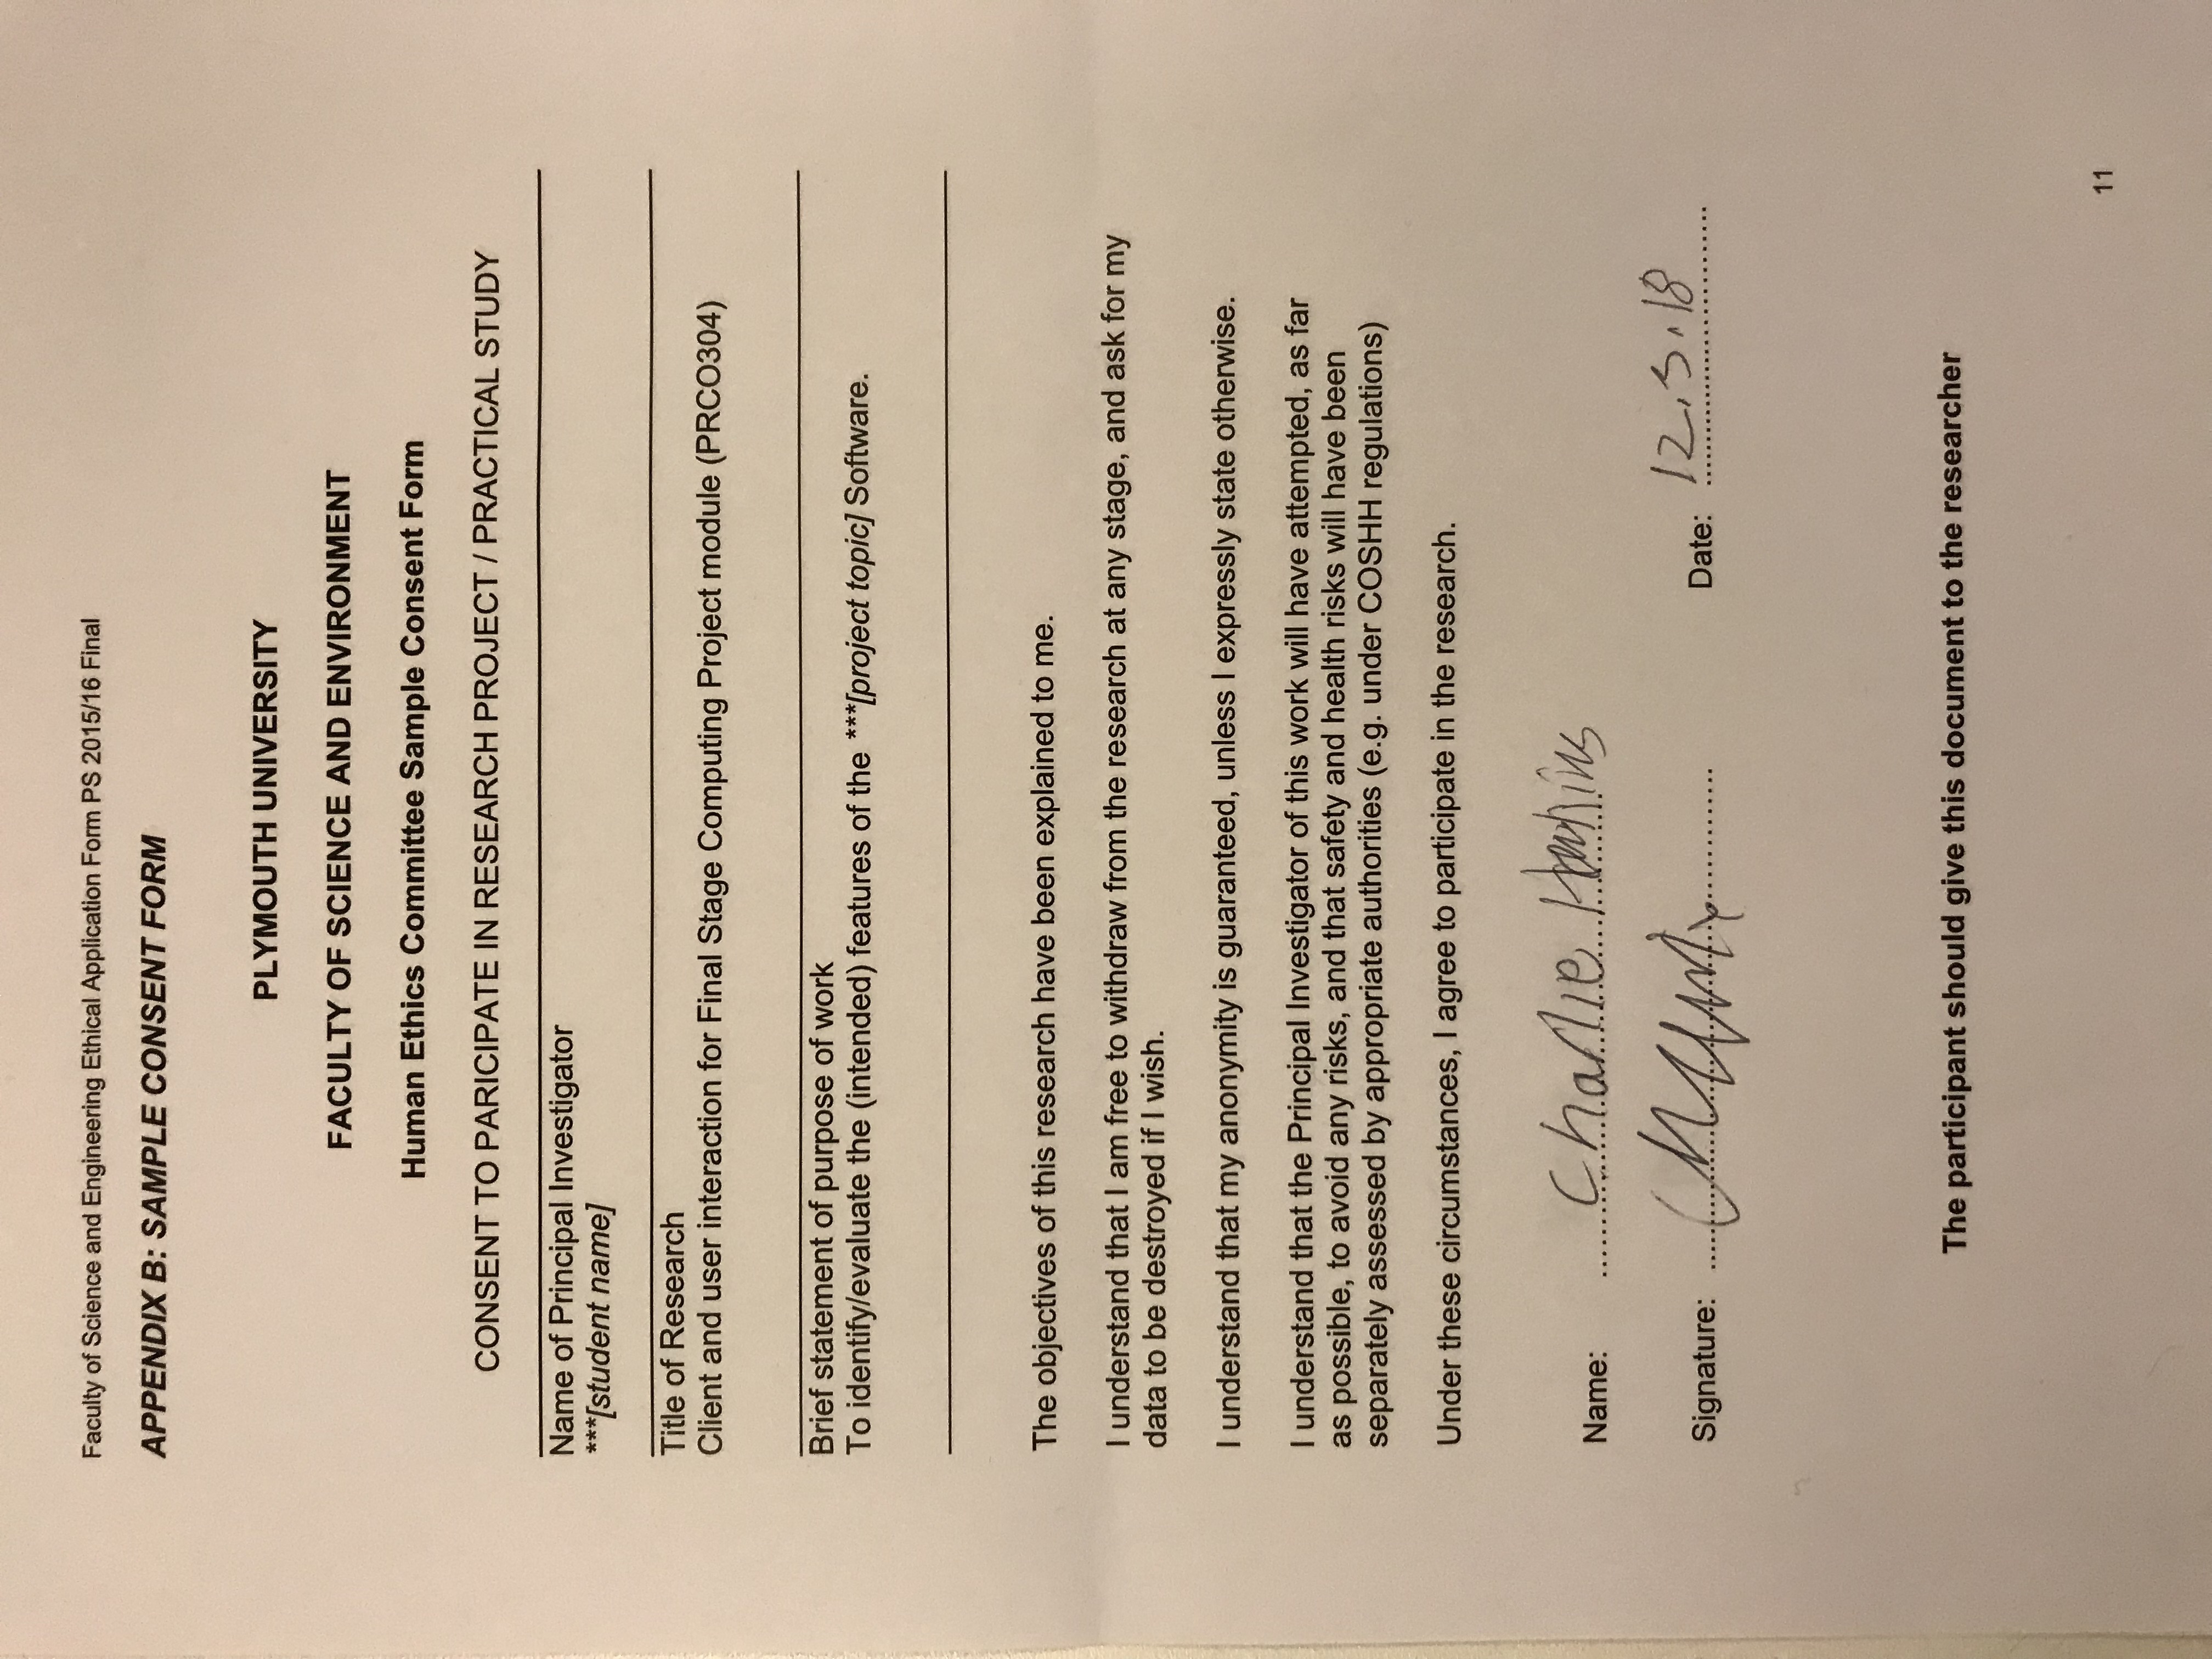 Faculty of Science and Engineering Ethical Application Form PS 2015/16 Final
APPENDIX B: SAMPLE CONSENT FORM
PLYMOUTH UNIVERSITY
FACULTY OF SCIENCE AND ENVIRONMENT
Human Ethics Committee Sample Consent Form
CONSENT TO PARICIPATE IN RESEARCH PROJECT / PRACTICAL STUDY
Name of Principal Investigator
***[student name]
Title of Research
Client and user interaction for Final Stage Computing Project module (PRCO304)
Brief statement of purpose of work
To identify/evaluate the (intended) features of the ***[project topic] Software.
The objectives of this research have been explained to me.
I understand that I am free to withdraw from the research at any stage, and ask for my
data to be destroyed if I wish.
I understand that my anonymity is guaranteed, unless I expressly state otherwise.
I understand that the Principal Investigator of this work will have attempted, as far
as possible, to avoid any risks, and that safety and health risks will have been
separately assessed by appropriate authorities (e.g. under COSHH regulations)
Under these circumstances, I agree to participate in the research.
Name: Charlie
Signature: Date: 12.3.18
The participant should give this document to the researcher
11